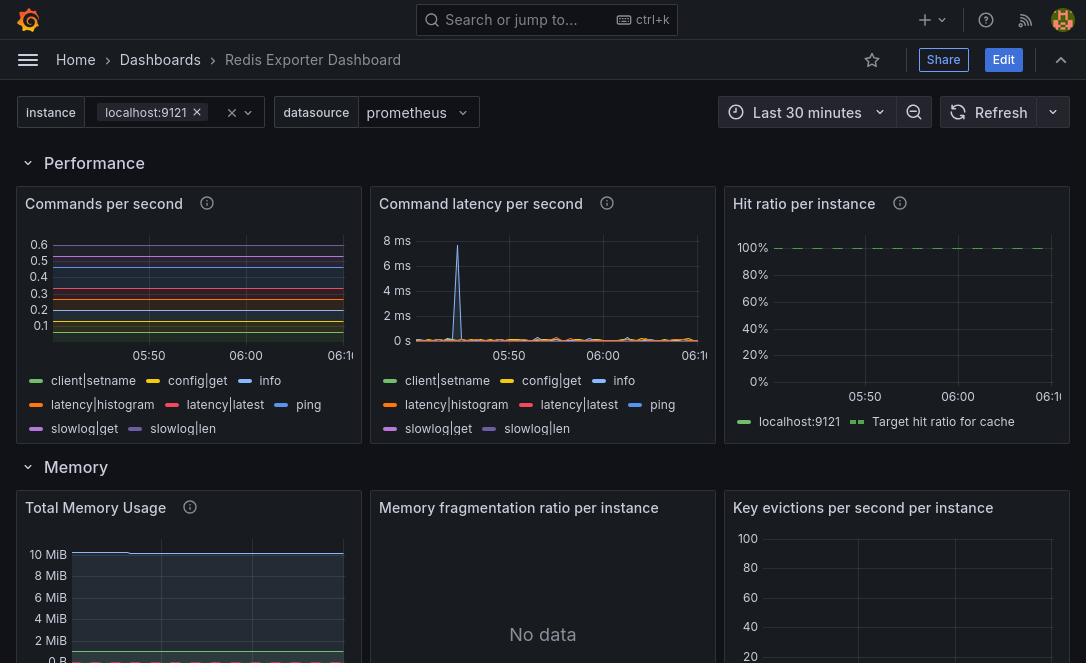 Search or jump to... ctrl+k
Home › Dashboards › Redis Exporter Dashboard
Share Edit
instance localhost:9121 datasource prometheus Last 30 minutes Refresh
Performance
Commands per second
0.6
0.5
0.4
0.3
0.2
0.1
05:50 06:00 06:10
client|setname config|get info
latency|histogram latency|latest ping
slowlog|get slowlog|len
Command latency per second
8 ms
6 ms
4 ms
2 ms
0 s
05:50 06:00 06:10
client|setname config|get info
latency|histogram latency|latest ping
slowlog|get slowlog|len
Hit ratio per instance
100%
80%
60%
40%
20%
0%
05:50 06:00 06:10
localhost:9121 Target hit ratio for cache
Memory
Total Memory Usage
10 MiB
8 MiB
6 MiB
4 MiB
2 MiB
0 B
Memory fragmentation ratio per instance
No data
Key evictions per second per instance
100
80
60
40
20